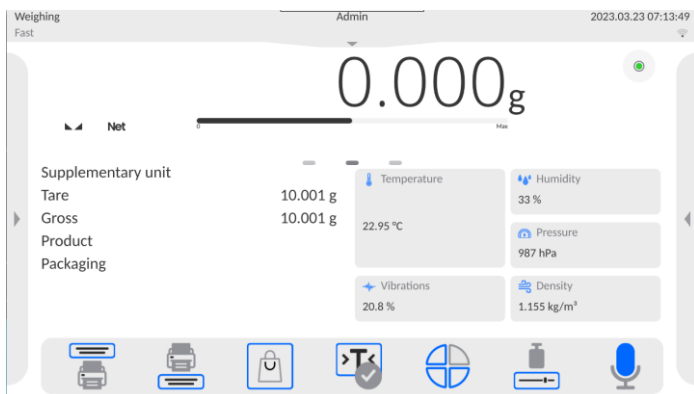 Weighing Admin 2023.03.23 07:13:49
Fast
0.000g
Net 0 Max
Supplementary unit
Tare 10.001 g
Gross 10.001 g
Product
Packaging
Temperature
22.95 °C
Humidity
33 %
Pressure
987 hPa
Vibrations
20.8 %
Density
1.155 kg/m³
>T<